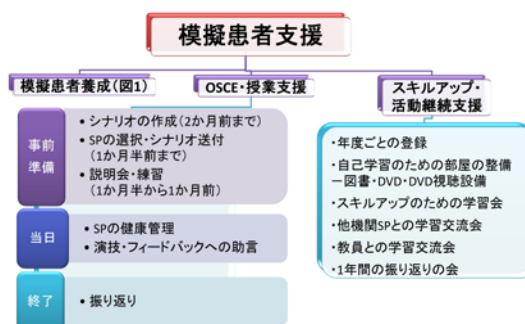 模擬患者支援
模擬患者養成(図1)
OSCE・授業支援
スキルアップ・
活動継続支援
事前
準備
• シナリオの作成(2か月前まで)
• SPの選択・シナリオ送付
(1か月半前まで)
• 説明会・練習
(1か月半から1か月前)
当日
• SPの健康管理
• 演技・フィードバックへの助言
終了
• 振り返り
・年度ごとの登録
・自己学習のための部屋の整備
－図書・DVD・DVD視聴設備
・スキルアップのための学習会
・他機関SPとの学習交流会
・教員との学習交流会
・1年間の振り返りの会